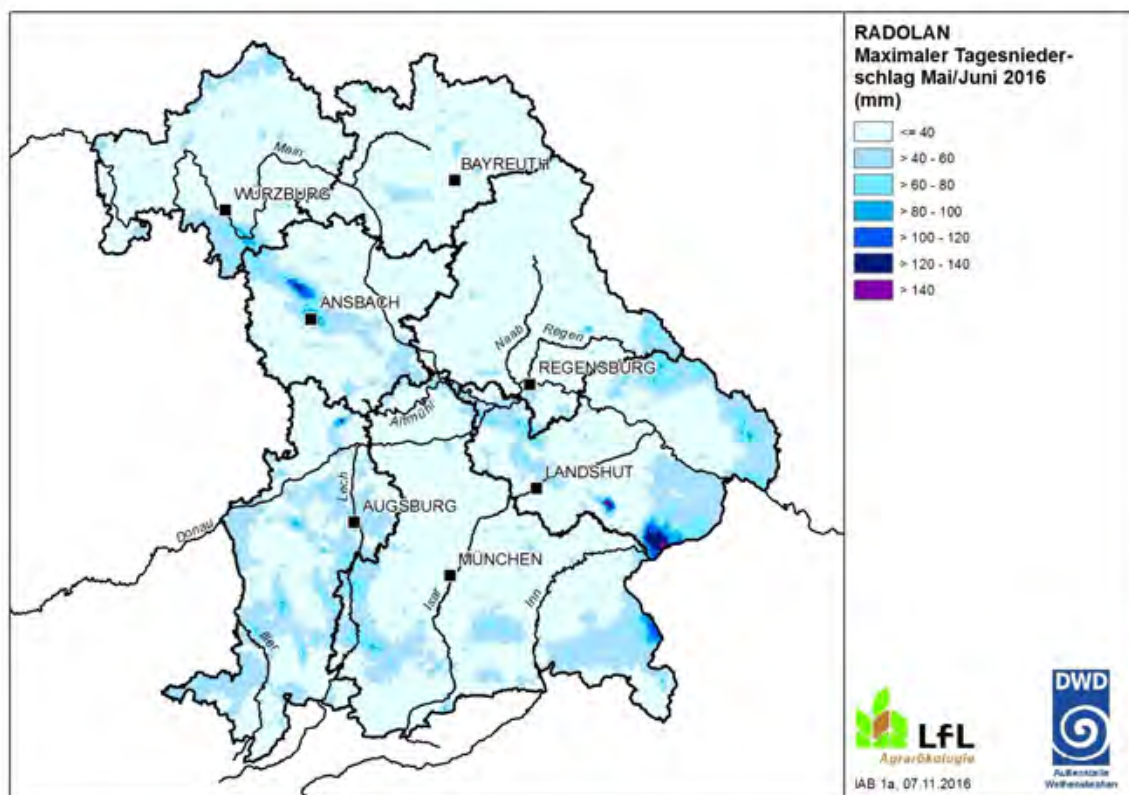 RADOLAN
Maximaler Tagesnieder-
schlag Mai/Juni 2016
(mm)
<= 40
> 40 - 60
> 60 - 80
> 80 - 100
> 100 - 120
> 120 - 140
> 140
Main
BAYREUTH
WÜRZBURG
ANSBACH
Naab
Regen
REGENSBURG
Altmühl
LANDSHUT
Lech
AUGSBURG
Donau
MÜNCHEN
Isar
Inn
Iller
DWD
LfL
Agrarökologie
Außenstelle
Weihenstephan
IAB 1a, 07.11.2016